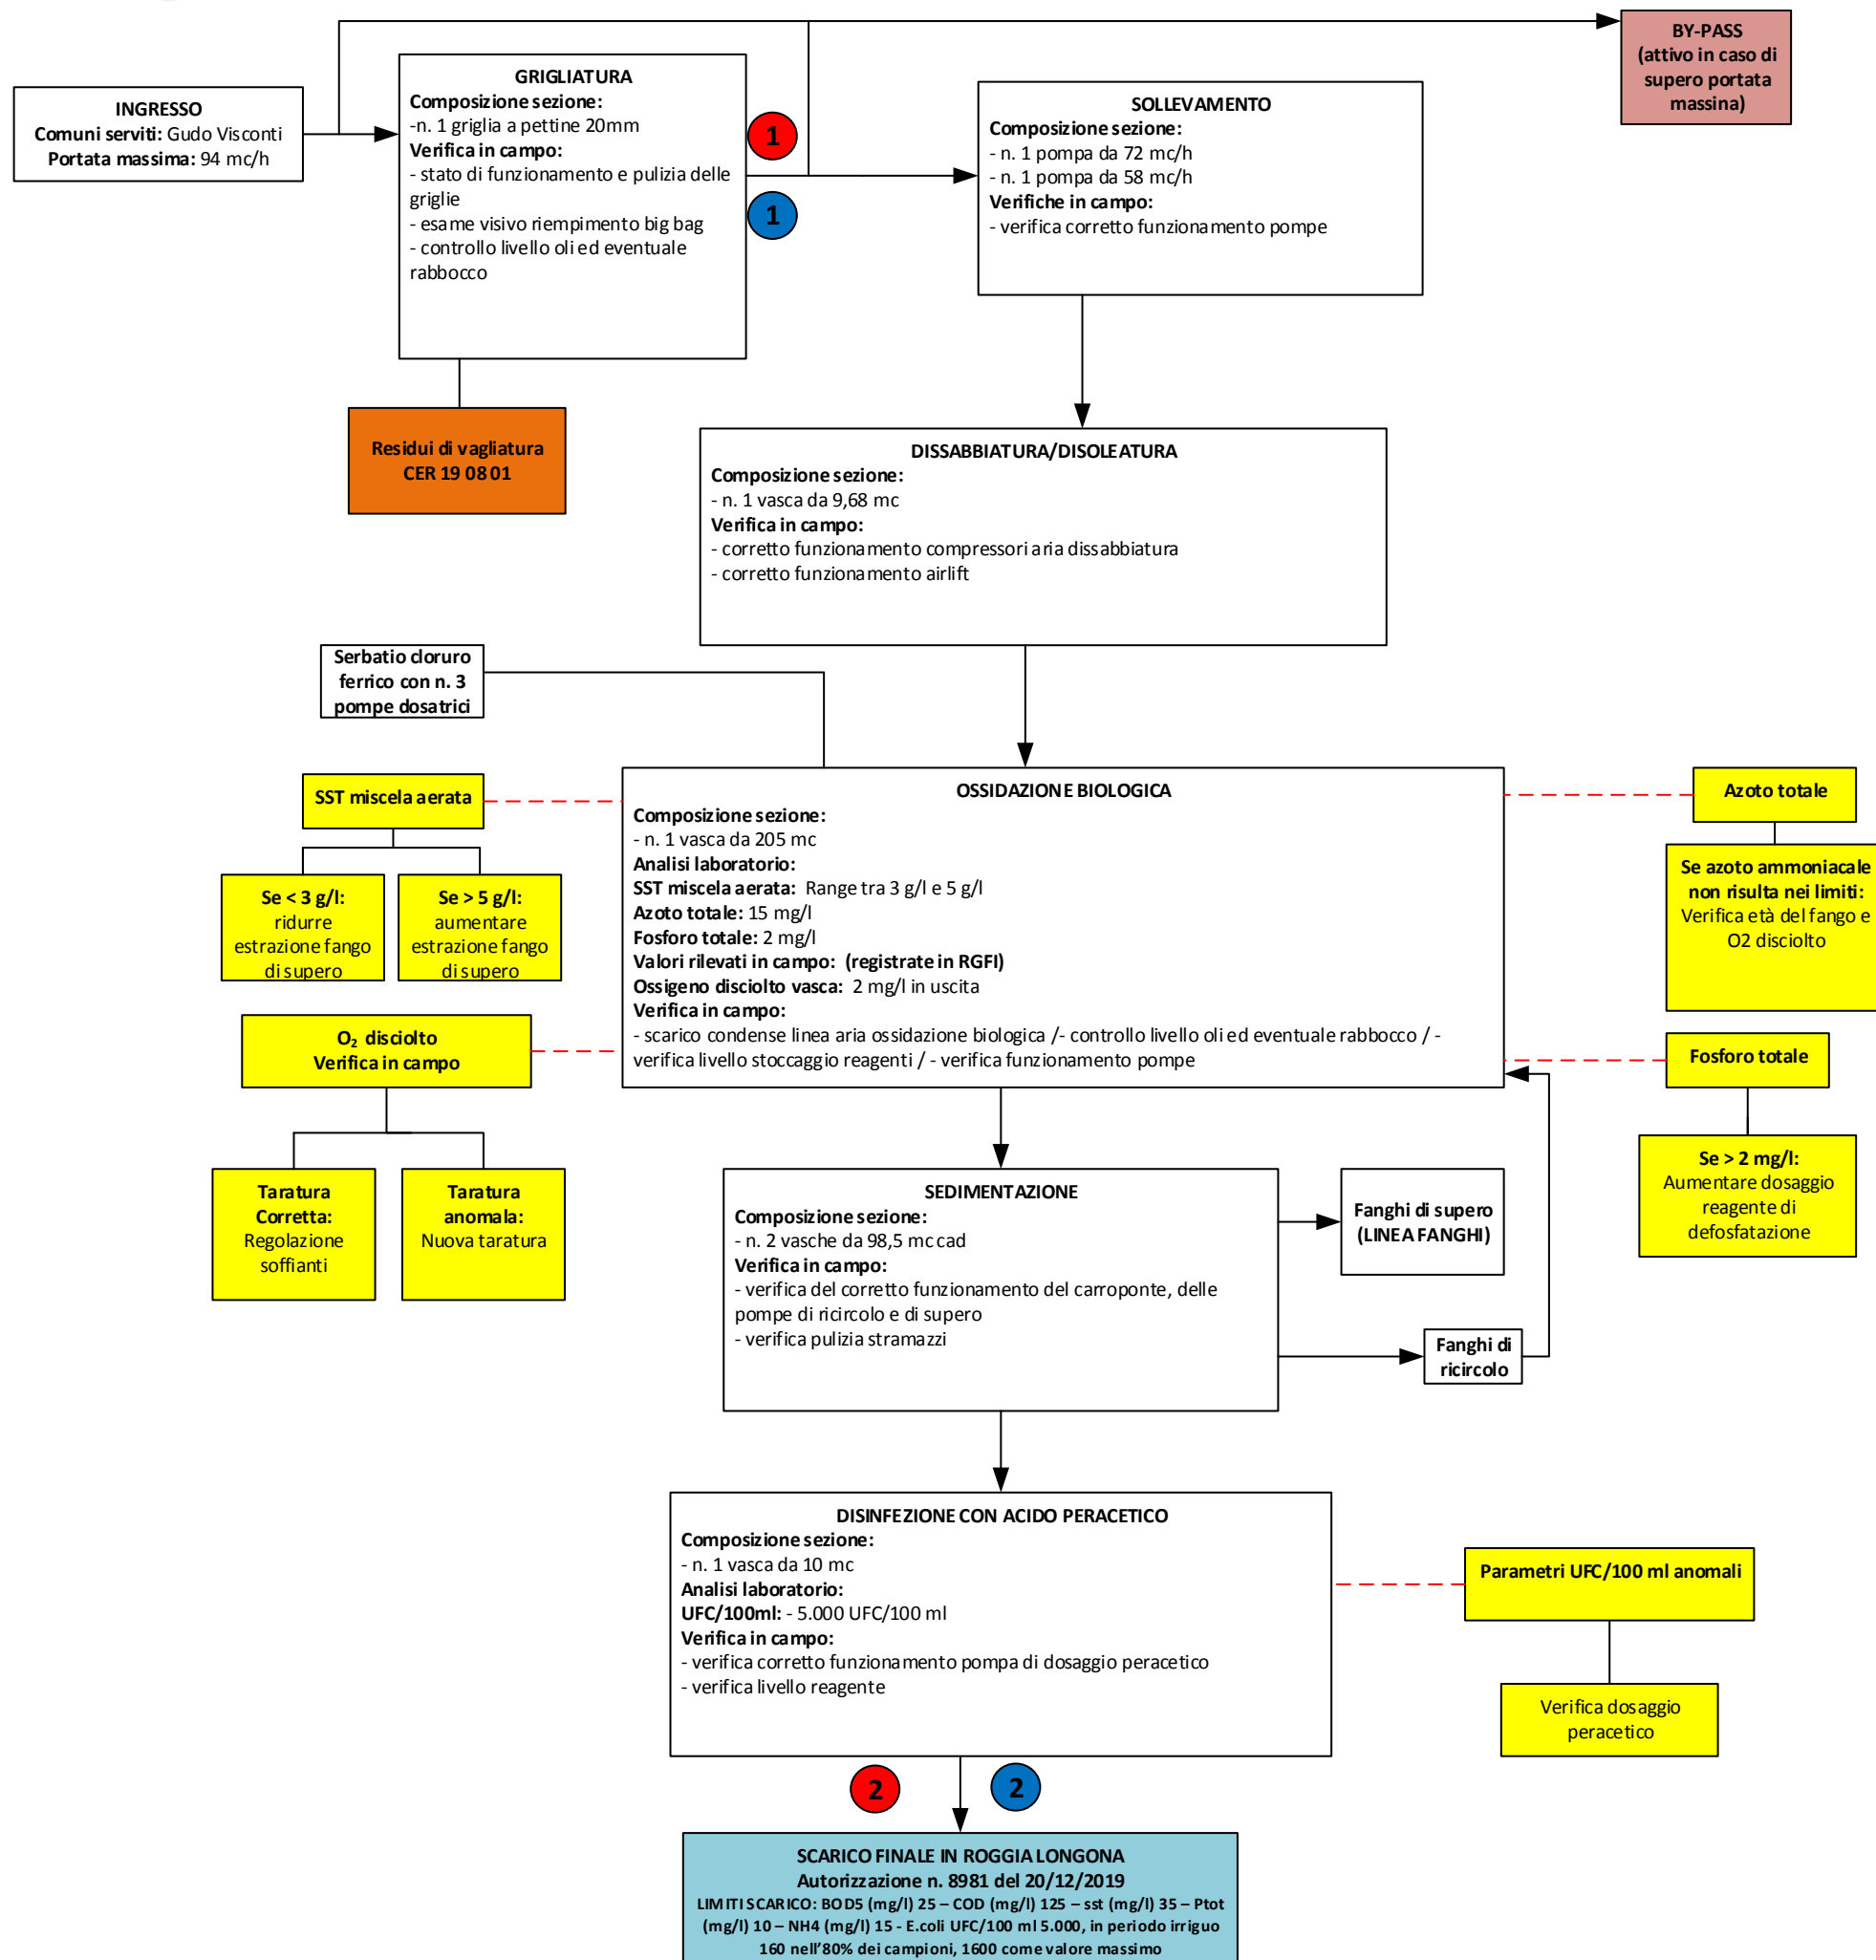 BY-PASS
(attivo in caso di
supero portata
massina)
INGRESSO
Comuni serviti: Gudo Visconti
Portata massima: 94 mc/h
GRIGLIATURA
Composizione sezione:
-n. 1 griglia a pettine 20mm
Verifica in campo:
- stato di funzionamento e pulizia delle
griglie
- esame visivo riempimento big bag
- controllo livello oli ed eventuale
rabbocco
1
1
SOLLEVAMENTO
Composizione sezione:
- n. 1 pompa da 72 mc/h
- n. 1 pompa da 58 mc/h
Verifiche in campo:
- verifica corretto funzionamento pompe
Residui di vagliatura
CER 19 08 01
DISSABBIATURA/DISOLEATURA
Composizione sezione:
- n. 1 vasca da 9,68 mc
Verifica in campo:
- corretto funzionamento compressori aria dissabbiatura
- corretto funzionamento airlift
Serbatio cloruro
ferrico con n. 3
pompe dosatrici
SST miscela aerata
Se < 3 g/l:
ridurre
estrazione fango
di supero
Se > 5 g/l:
aumentare
estrazione fango
di supero
OSSIDAZIONE BIOLOGICA
Composizione sezione:
- n. 1 vasca da 205 mc
Analisi laboratorio:
SST miscela aerata: Range tra 3 g/l e 5 g/l
Azoto totale: 15 mg/l
Fosforo totale: 2 mg/l
Valori rilevati in campo: (registrate in RGFI)
Ossigeno disciolto vasca: 2 mg/l in uscita
Verifica in campo:
- scarico condense linea aria ossidazione biologica /- controllo livello oli ed eventuale rabbocco / -
verifica livello stoccaggio reagenti / - verifica funzionamento pompe
Azoto totale
Se azoto ammoniacale
non risulta nei limiti:
Verifica età del fango e
O2 disciolto
O₂ disciolto
Verifica in campo
Taratura
Corretta:
Regolazione
soffianti
Taratura
anomala:
Nuova taratura
Fosforo totale
Se > 2 mg/l:
Aumentare dosaggio
reagente di
defosfatazione
SEDIMENTAZIONE
Composizione sezione:
- n. 2 vasche da 98,5 mc cad
Verifica in campo:
- verifica del corretto funzionamento del carroponte, delle
pompe di ricircolo e di supero
- verifica pulizia stramazzi
Fanghi di supero
(LINEA FANGHI)
Fanghi di
ricircolo
DISINFEZIONE CON ACIDO PERACETICO
Composizione sezione:
- n. 1 vasca da 10 mc
Analisi laboratorio:
UFC/100ml: - 5.000 UFC/100 ml
Verifica in campo:
- verifica corretto funzionamento pompa di dosaggio peracetico
- verifica livello reagente
Parametri UFC/100 ml anomali
Verifica dosaggio
peracetico
2
2
SCARICO FINALE IN ROGGIA LONGONA
Autorizzazione n. 8981 del 20/12/2019
LIMITI SCARICO: BOD5 (mg/l) 25 – COD (mg/l) 125 – sst (mg/l) 35 – Ptot
(mg/l) 10 – NH4 (mg/l) 15 - E.coli UFC/100 ml 5.000, in periodo irriguo
160 nell'80% dei campioni, 1600 come valore massimo